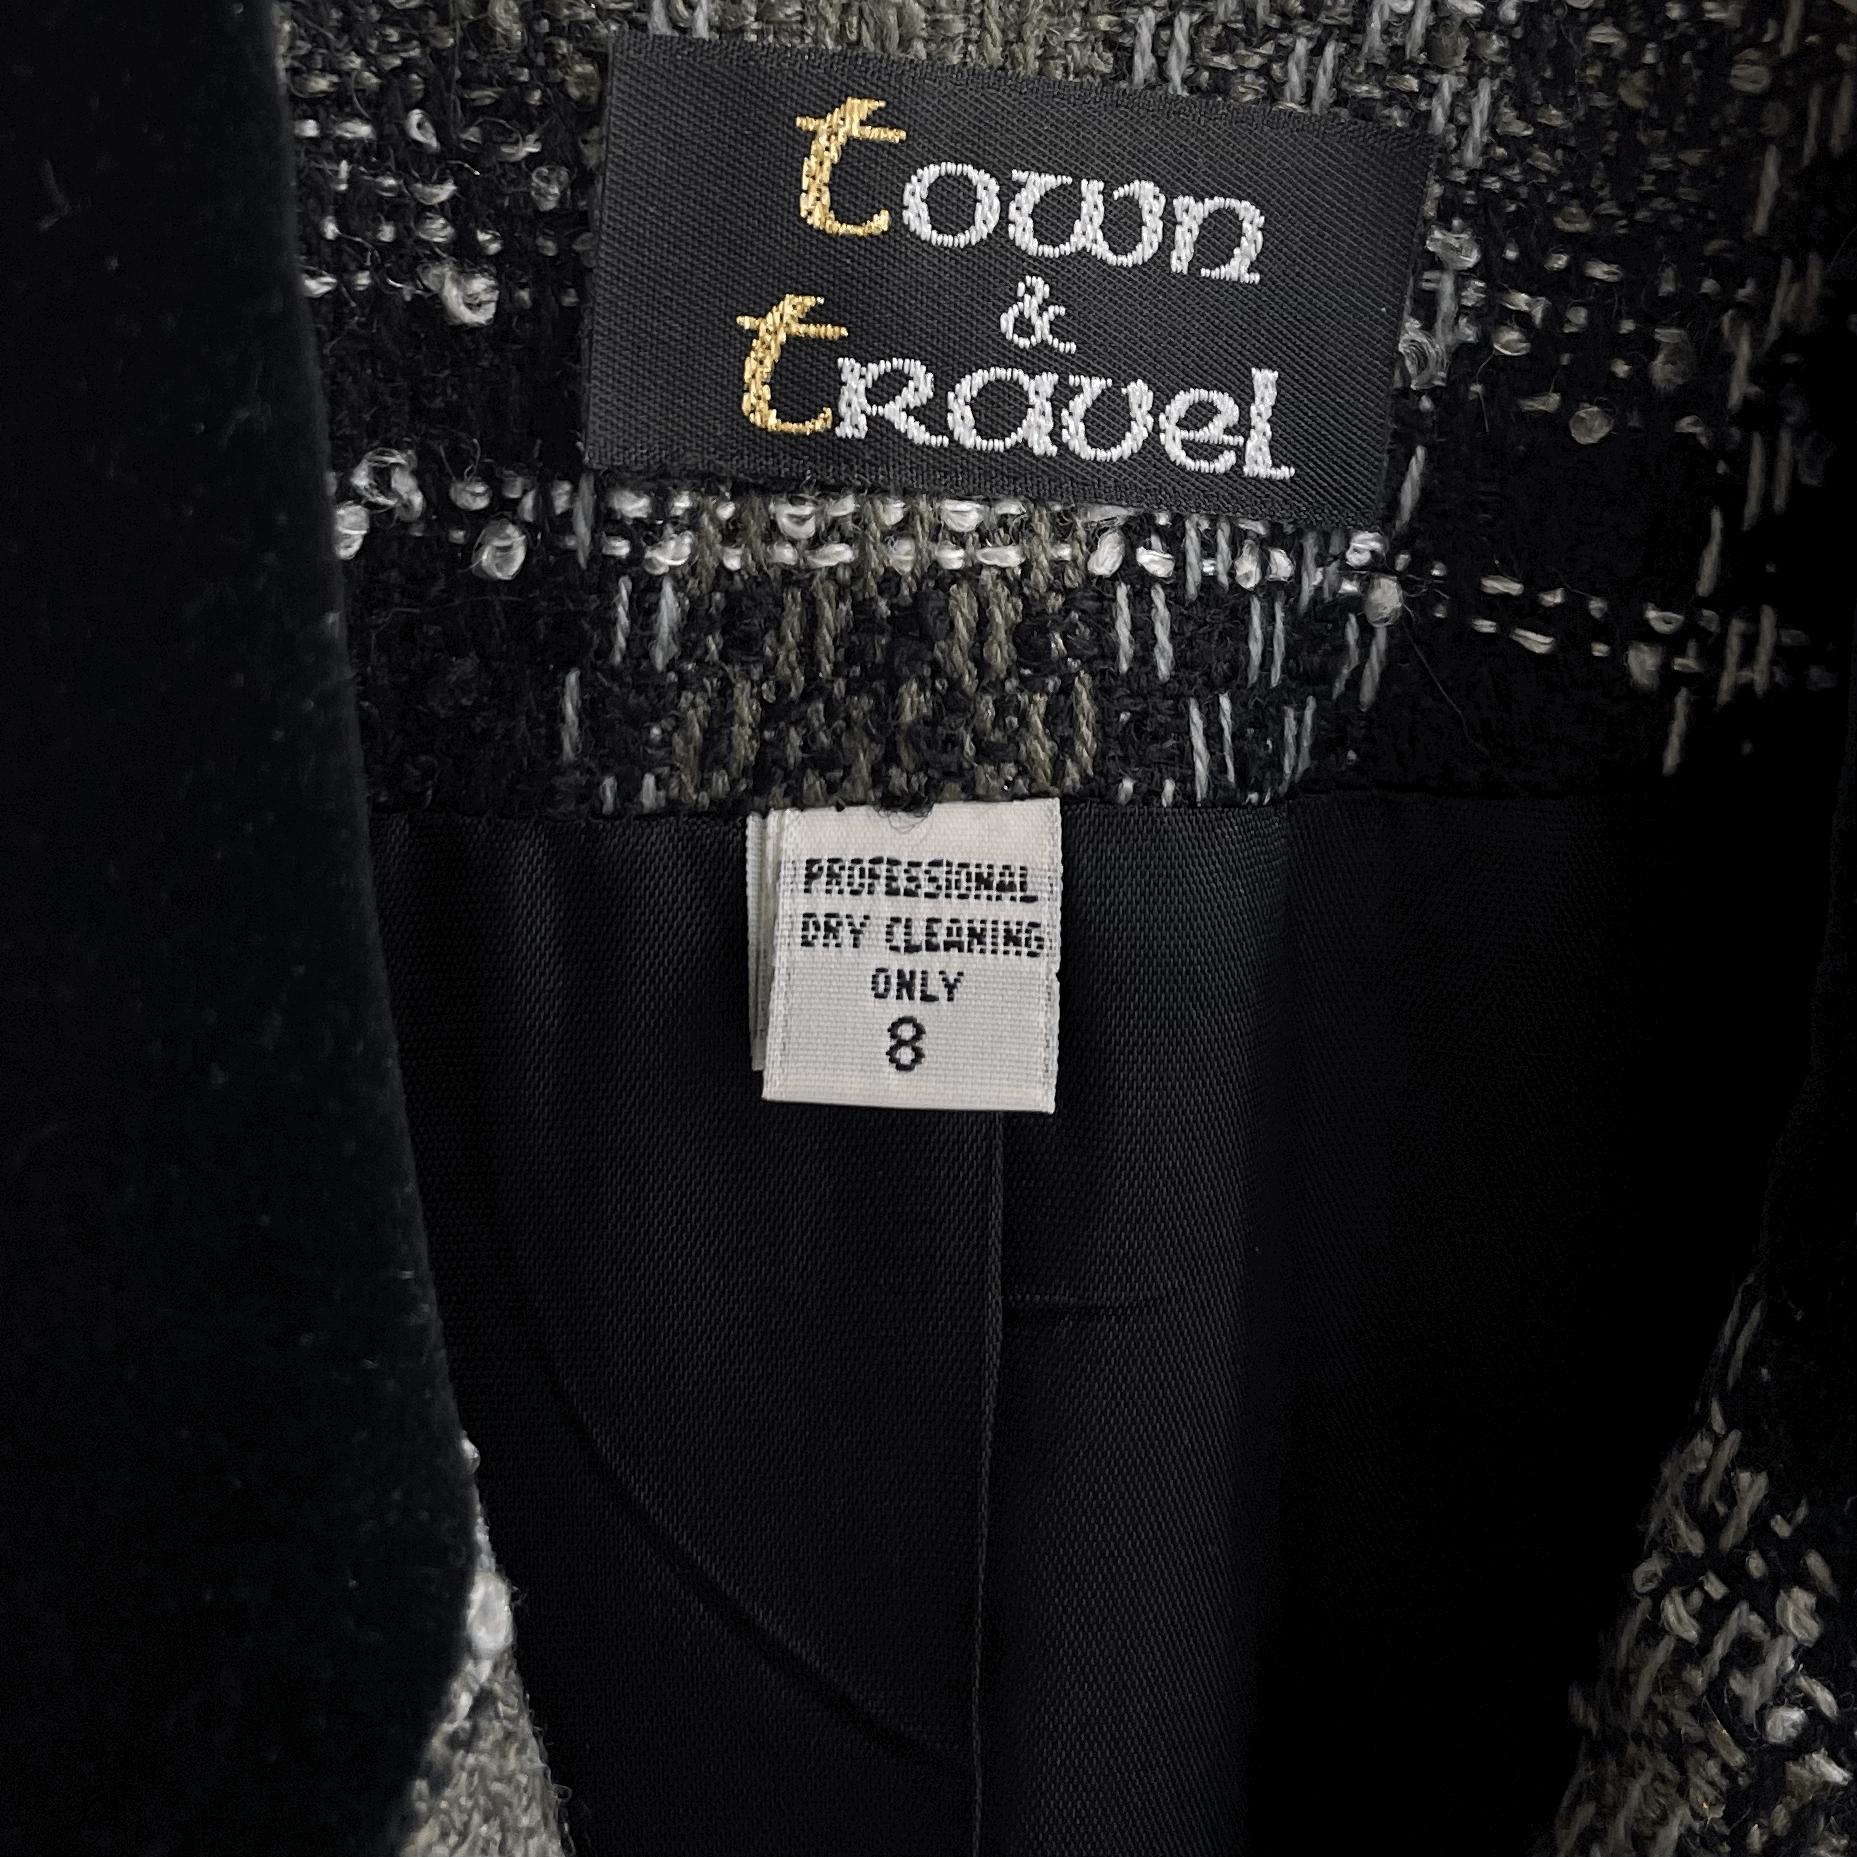 town
&
travel
PROFESSIONAL
DRY CLEANING
ONLY
8